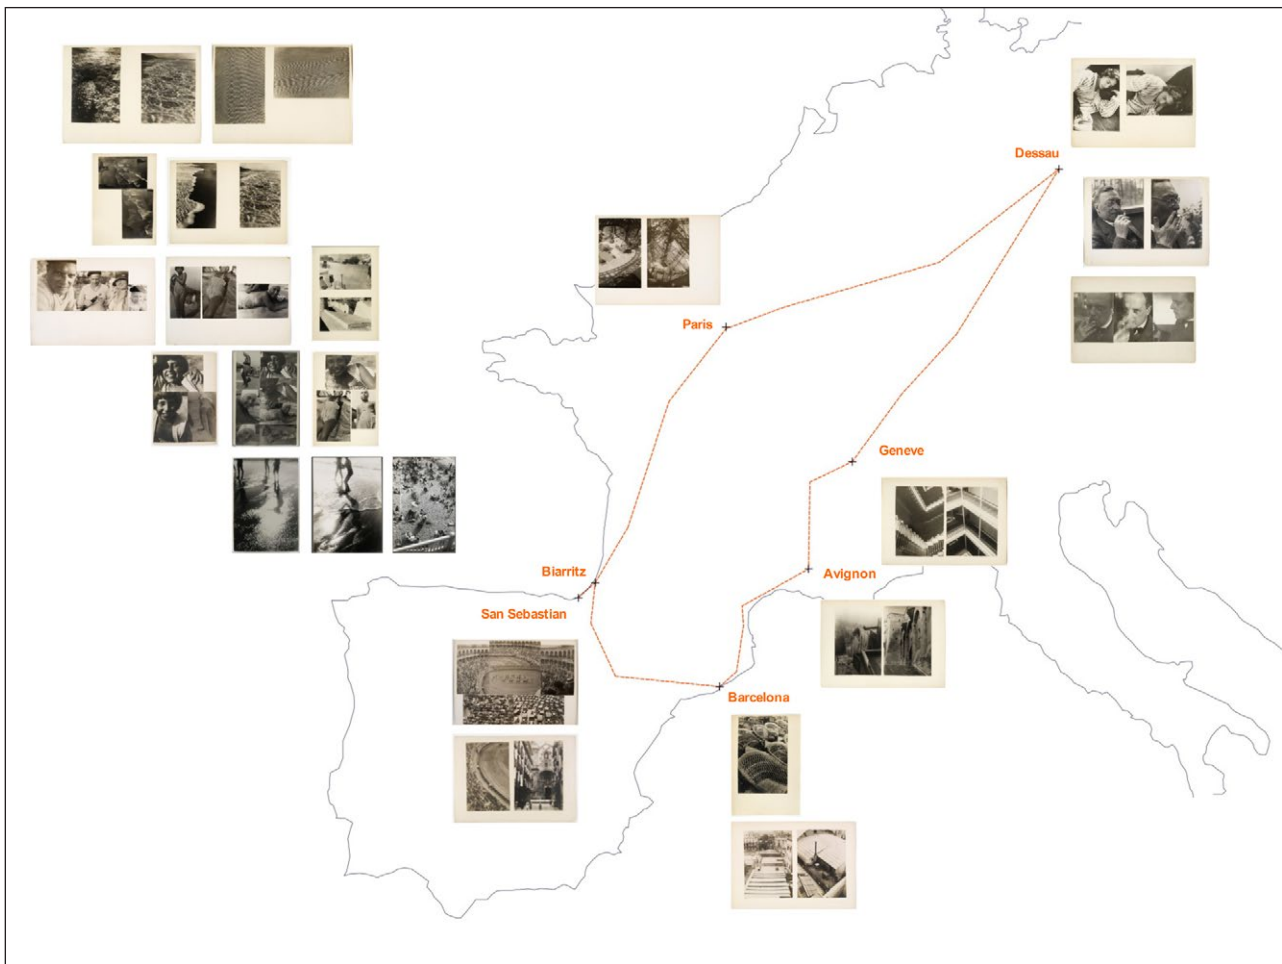 Dessau
Paris
Geneve
Biarritz
Avignon
San Sebastian
Barcelona